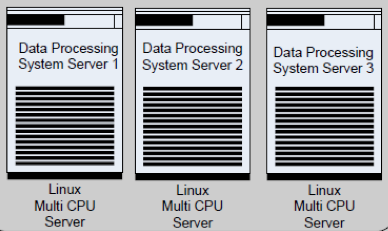 Data Processing
System Server 1
Data Processing
System Server 2
Data Processing
System Server 3
Linux
Multi CPU
Server
Linux
Multi CPU
Server
Linux
Multi CPU
Server